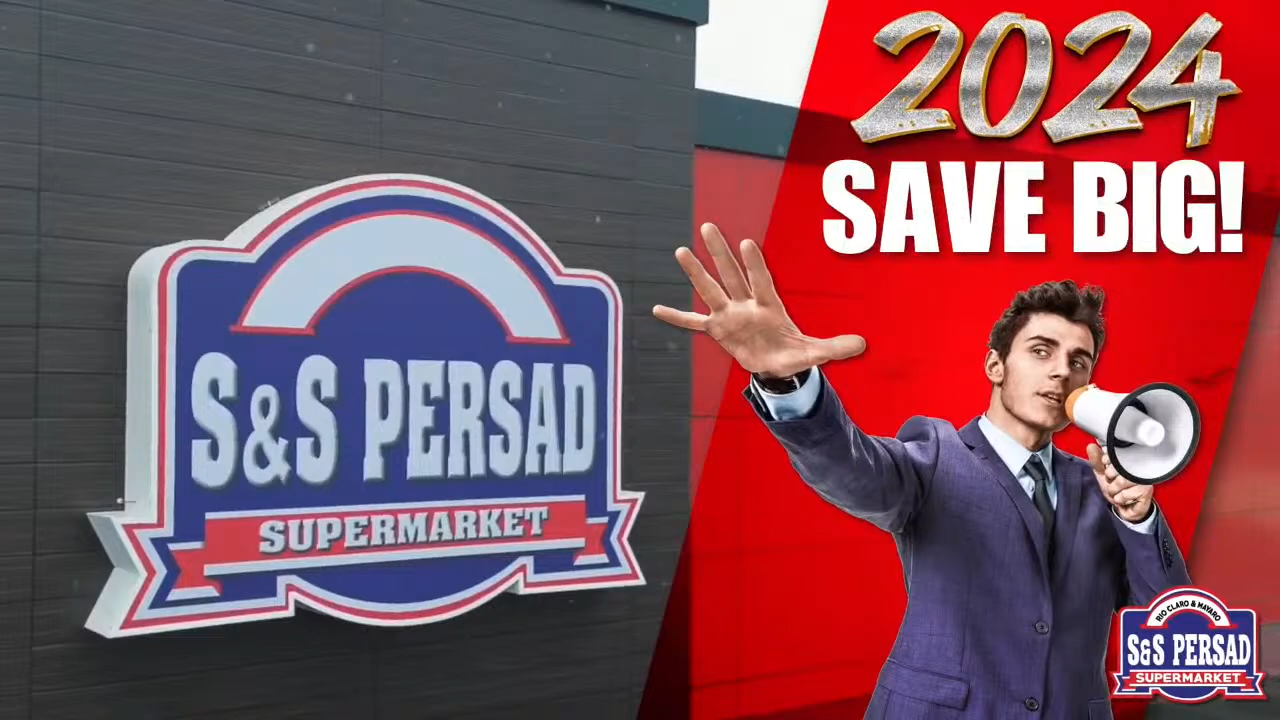 S&S PERSAD
SUPERMARKET
2024
SAVE BIG!
RIO CLARO & MAYARO
S&S PERSAD
SUPERMARKET